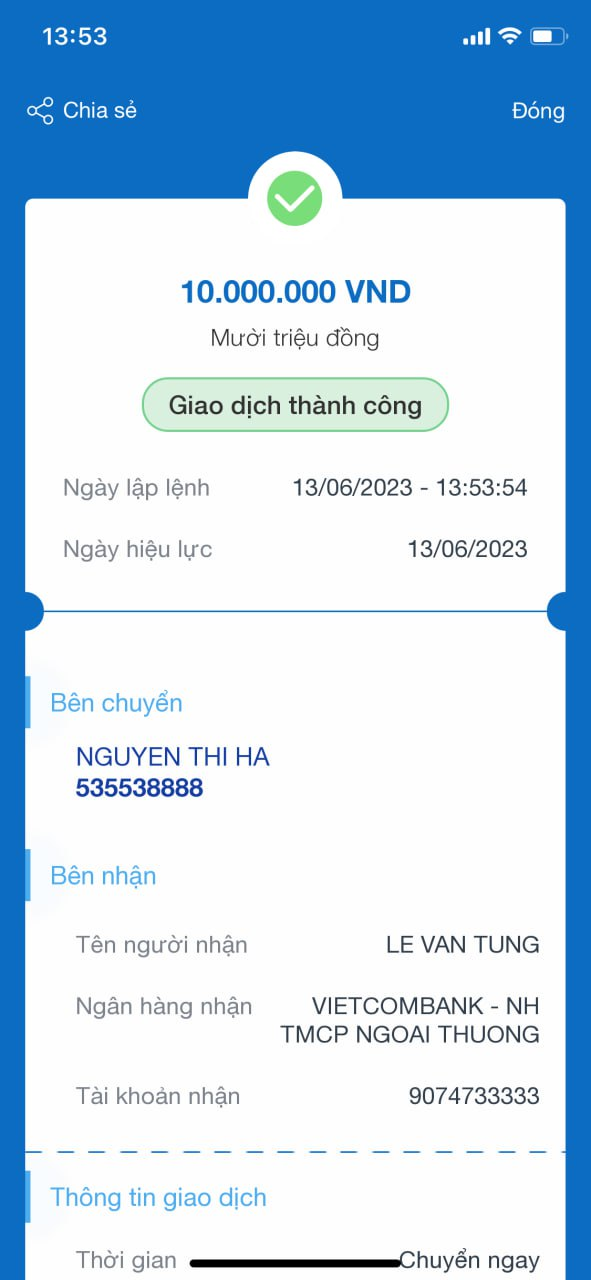 13:53
Chia sẻ
Đóng
10.000.000 VND
Mười triệu đồng
Giao dịch thành công
Ngày lập lệnh 13/06/2023 - 13:53:54
Ngày hiệu lực 13/06/2023
Bên chuyển
NGUYEN THI HA
535538888
Bên nhận
Tên người nhận LE VAN TUNG
Ngân hàng nhận VIETCOMBANK - NH
TMCP NGOAI THUONG
Tài khoản nhận 9074733333
Thông tin giao dịch
Thời gian Chuyển ngay